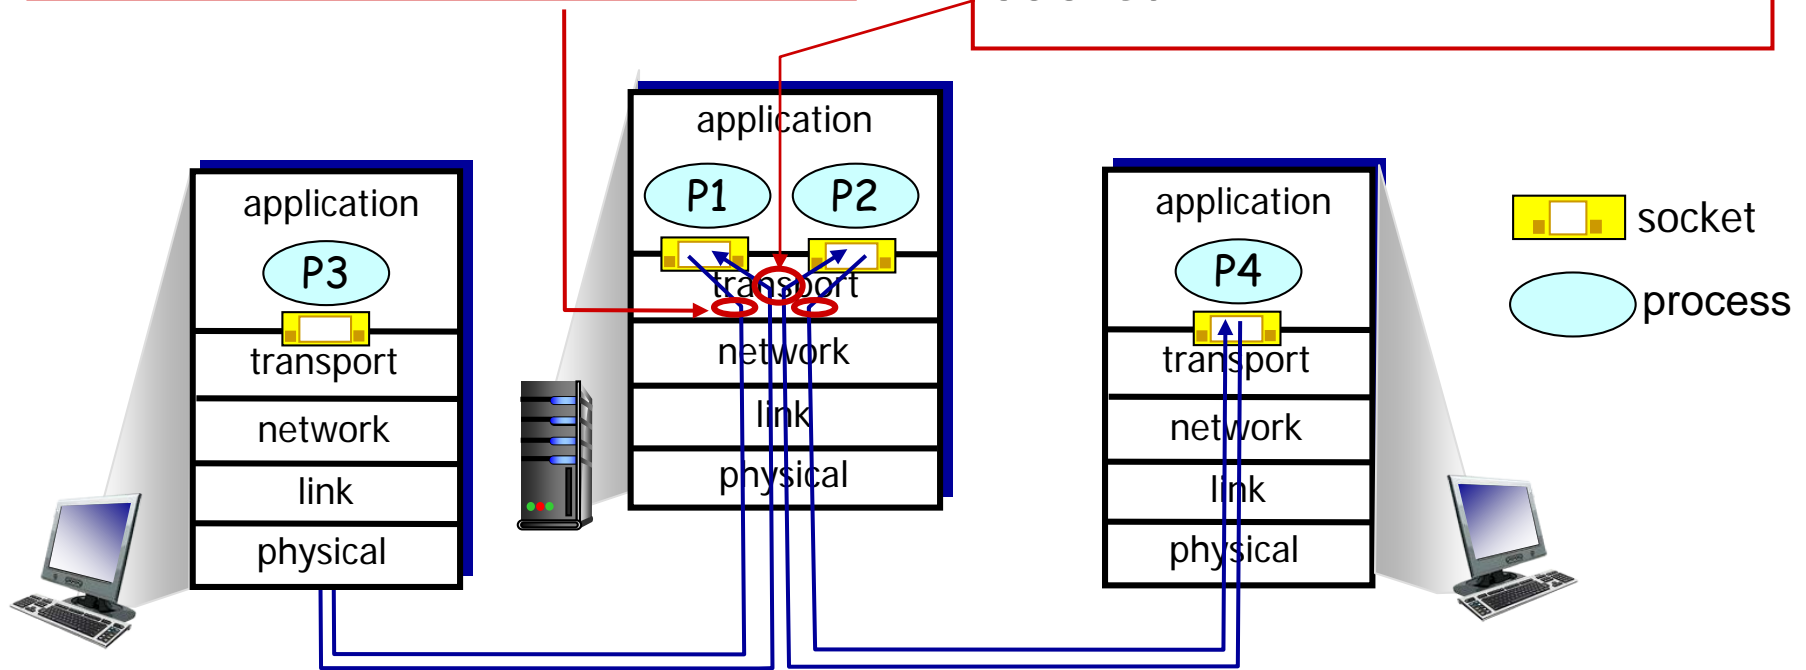 application
P1
P2
transport
network
link
physical
application
P3
transport
network
link
physical
application
P4
transport
network
link
physical
socket
process